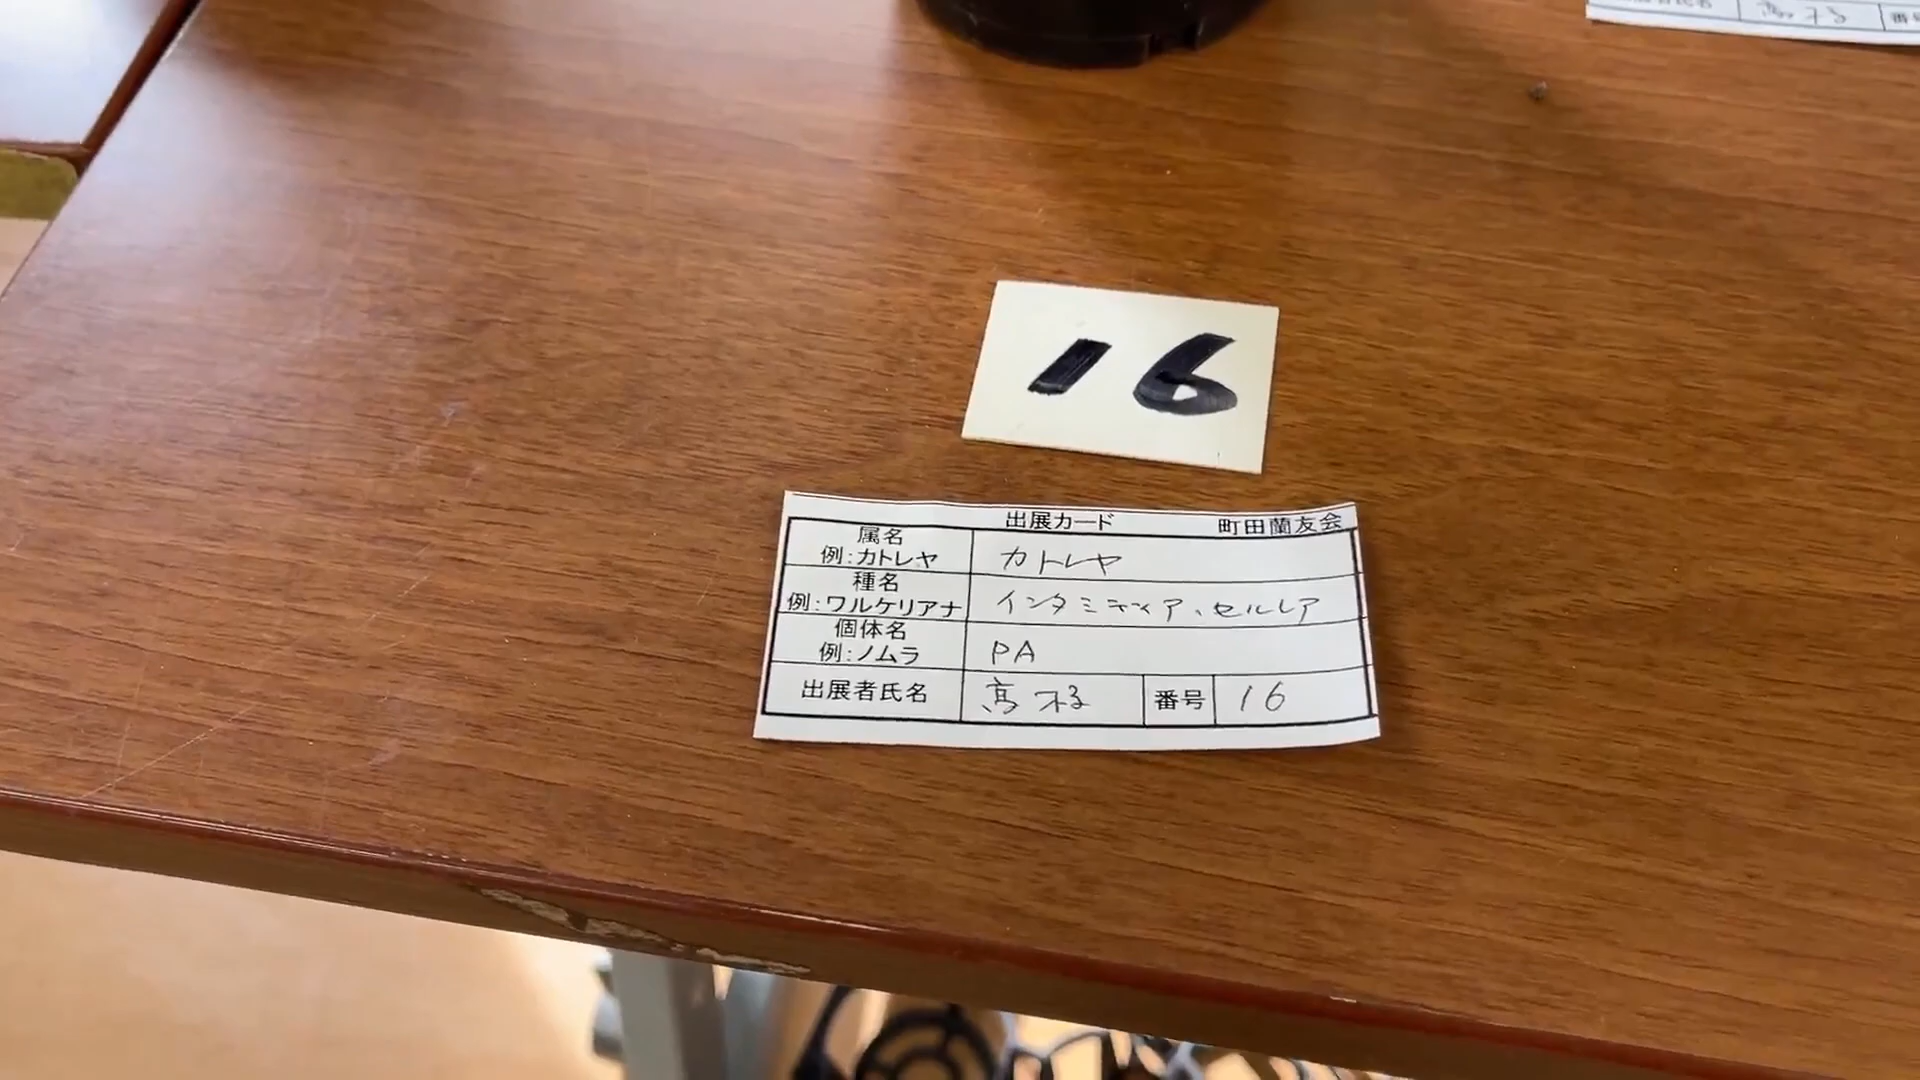 16
出展カード 町田蘭友会
属名
例:カトレヤ カトレヤ
種名
例:ワルケリアナ インタミディア、セルレア
個体名
例:ノムラ PA
出展者氏名 高 番号 16